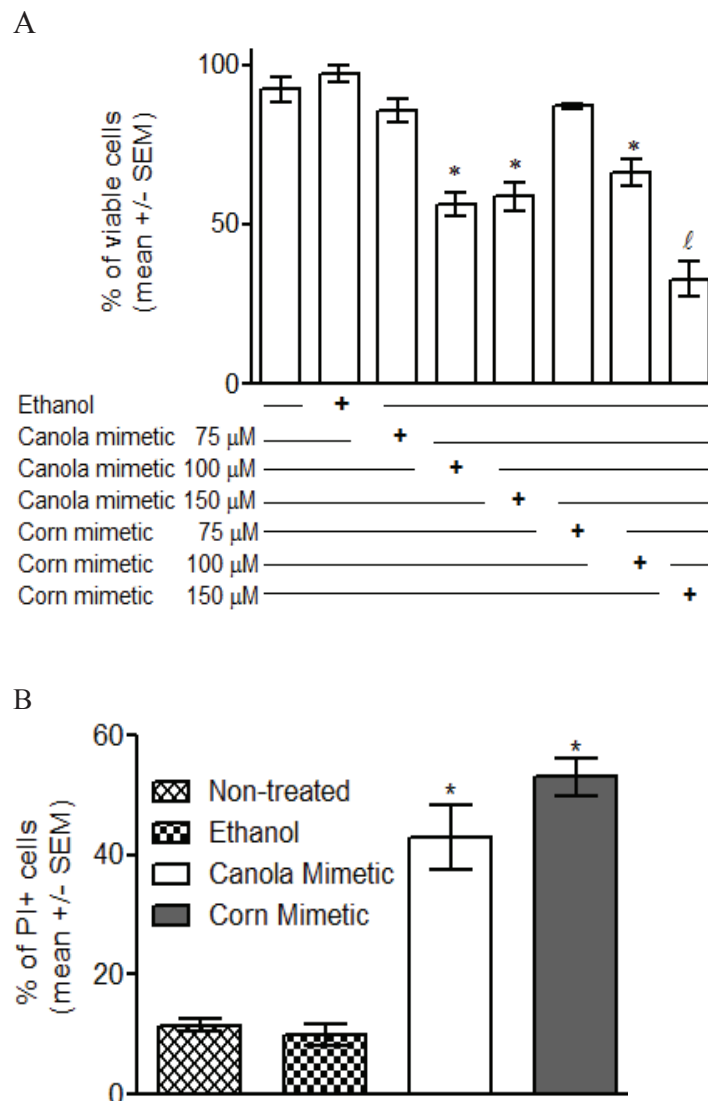 A
% of viable cells
(mean +/- SEM)
100
50
0
* * * ℓ
Ethanol +
Canola mimetic 75 μM +
Canola mimetic 100 μM +
Canola mimetic 150 μM +
Corn mimetic 75 μM +
Corn mimetic 100 μM +
Corn mimetic 150 μM +
B
% of PI+ cells
(mean +/- SEM)
60
40
20
0
Non-treated
Ethanol
Canola Mimetic
Corn Mimetic
* *